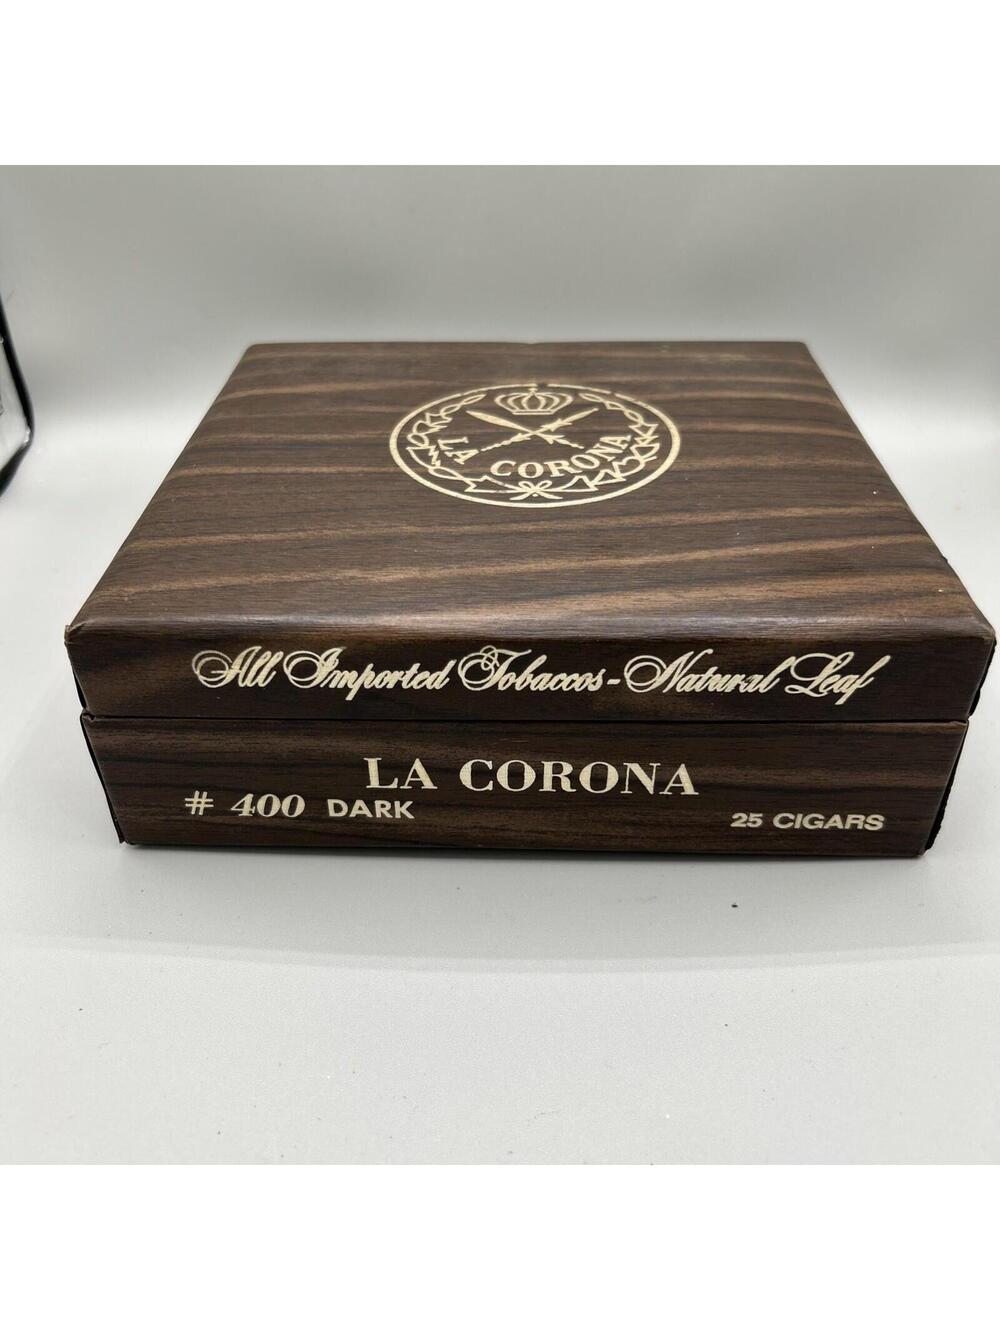 LA CORONA
All Imported Tobaccos-Natural Leaf
LA CORONA
# 400 DARK
25 CIGARS